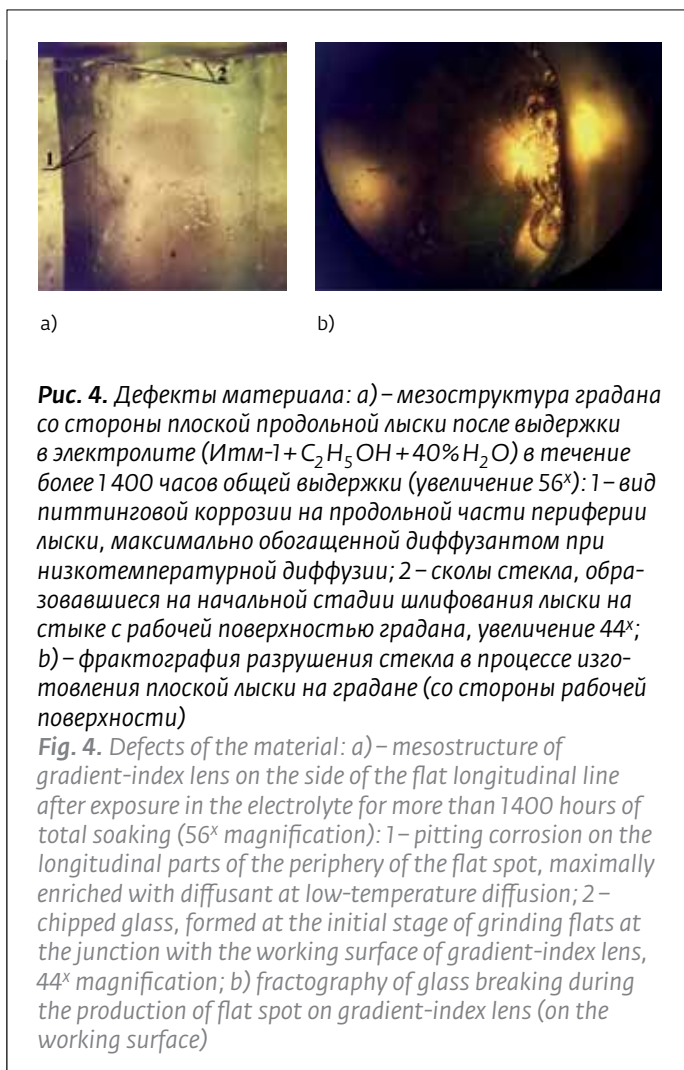 2
1
a)
b)
Рис. 4. Дефекты материала: а) – мезоструктура градана
со стороны плоской продольной лыски после выдержки
в электролите (Итм-1 + C₂H₅OH + 40% H₂O) в течение
более 1 400 часов общей выдержки (увеличение 56ˣ): 1 – вид
питтинговой коррозии на продольной части периферии
лыски, максимально обогащенной диффузантом при
низкотемпературной диффузии; 2 – сколы стекла, обра-
зовавшиеся на начальной стадии шлифования лыски на
стыке с рабочей поверхностью градана, увеличение 44ˣ;
b) – фрактография разрушения стекла в процессе изго-
товления плоской лыски на градане (со стороны рабочей
поверхности)
Fig. 4. Defects of the material: a) – mesostructure of
gradient-index lens on the side of the flat longitudinal line
after exposure in the electrolyte for more than 1400 hours of
total soaking (56ˣ magnification): 1 – pitting corrosion on the
longitudinal parts of the periphery of the flat spot, maximally
enriched with diffusant at low-temperature diffusion; 2 –
chipped glass, formed at the initial stage of grinding flats at
the junction with the working surface of gradient-index lens,
44ˣ magnification; b) fractography of glass breaking during
the production of flat spot on gradient-index lens (on the
working surface)